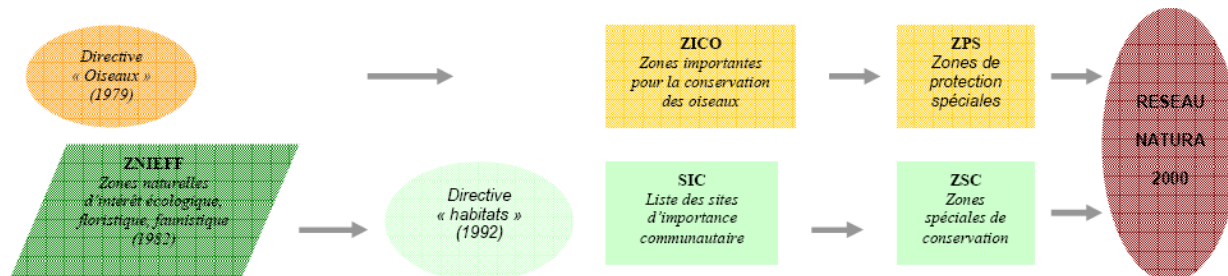 Directive
« Oiseaux »
(1979)
ZICO
Zones importantes
pour la conservation
des oiseaux
ZPS
Zones de
protection
spéciales
RESEAU
NATURA
2000
ZNIEFF
Zones naturelles
d'intérêt écologique,
floristique, faunistique
(1982)
Directive
« habitats »
(1992)
SIC
Liste des sites
d'importance
communautaire
ZSC
Zones
spéciales de
conservation